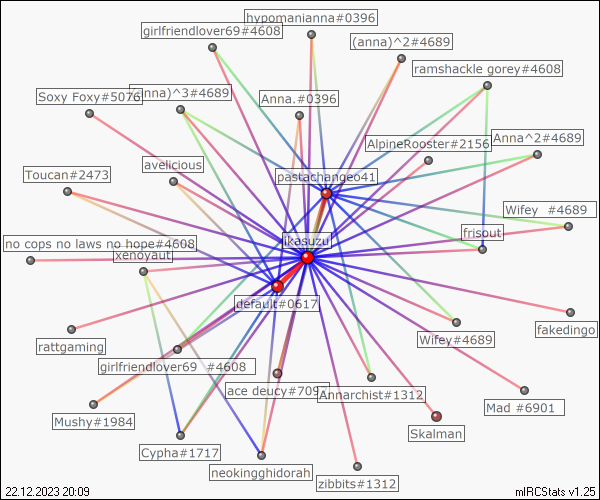 hypomanianna#0396
girlfriendlover69#4608
(anna)^2#4689
ramshackle gorey#4608
Soxy Foxy#5076
nna)^3#4689
Anna.#0396
AlpineRooster#2156
Anna^2#4689
avelicious
Toucan#2473
pastachangeo41
Wifey #4689
frisout
ikasuzu
no cops no laws no hope#4608
xenoyaut
default#0617
fakedingo
rattgaming
Wifey#4689
girlfriendlover69 #4608
ace deucy#709
Annarchist#1312
Mad #6901
Mushy#1984
Skalman
Cypha#1717
neokingghidorah
zibbits#1312
22.12.2023 20:09
mIRCStats v1.25